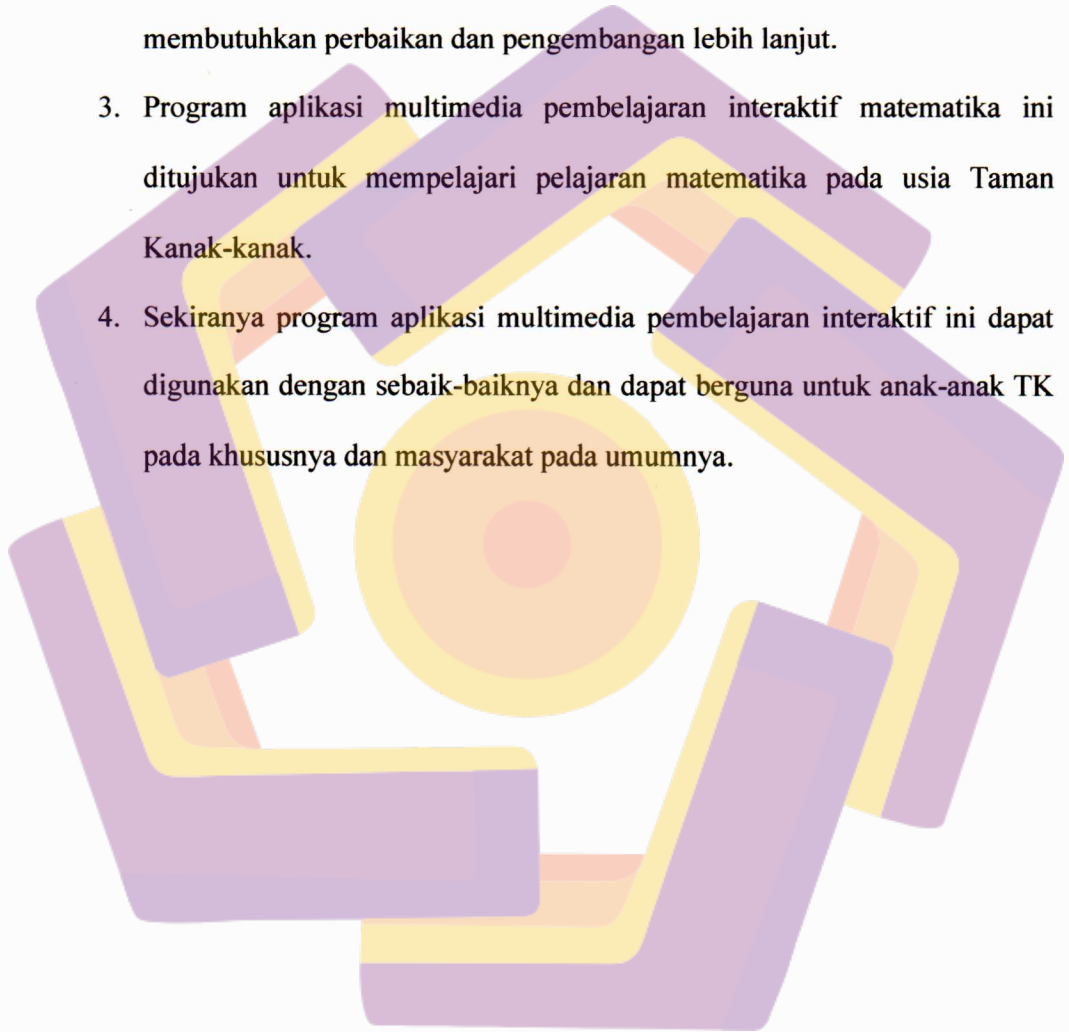 membutuhkan perbaikan dan pengembangan lebih lanjut.
3. Program aplikasi multimedia pembelajaran interaktif matematika ini
ditujukan untuk mempelajari pelajaran matematika pada usia Taman
Kanak-kanak.
4. Sekiranya program aplikasi multimedia pembelajaran interaktif ini dapat
digunakan dengan sebaik-baiknya dan dapat berguna untuk anak-anak TK
pada khususnya dan masyarakat pada umumnya.